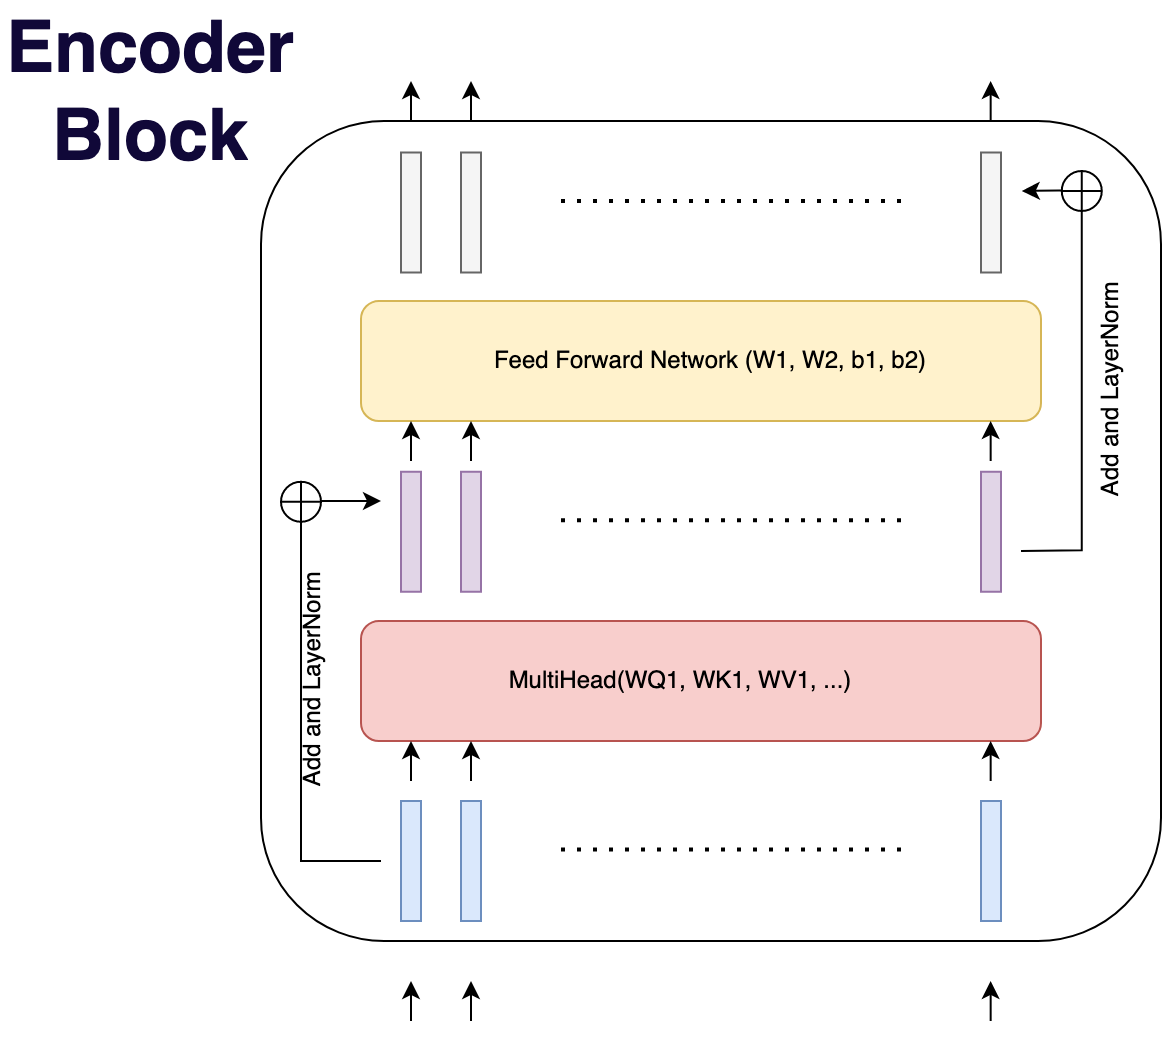 Encoder
Block
Add and LayerNorm
Feed Forward Network (W1, W2, b1, b2)
Add and LayerNorm
MultiHead(WQ1, WK1, WV1, ...)